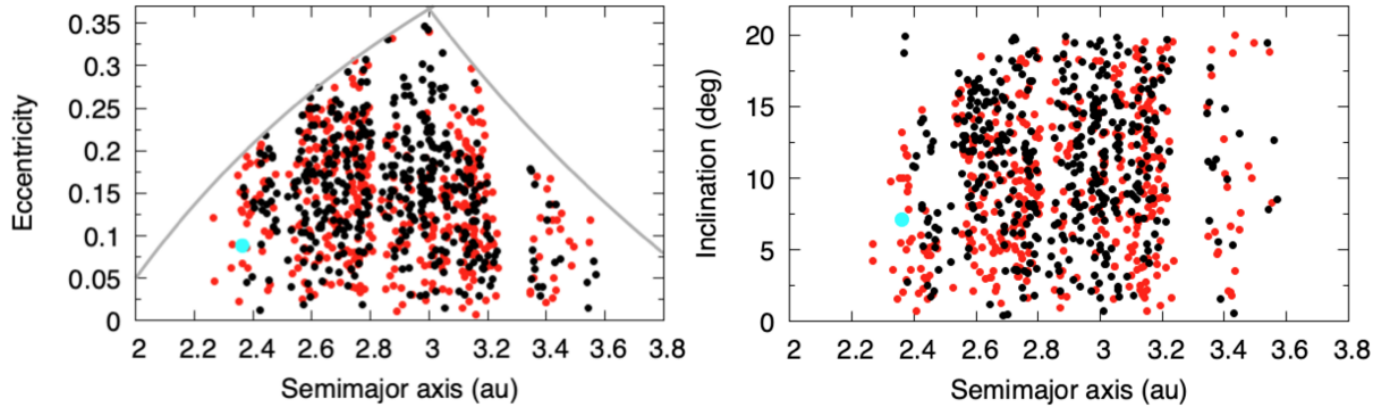 Eccentricity
0.35
0.3
0.25
0.2
0.15
0.1
0.05
0
2 2.2 2.4 2.6 2.8 3 3.2 3.4 3.6 3.8
Semimajor axis (au)
Inclination (deg)
20
15
10
5
0
2 2.2 2.4 2.6 2.8 3 3.2 3.4 3.6 3.8
Semimajor axis (au)